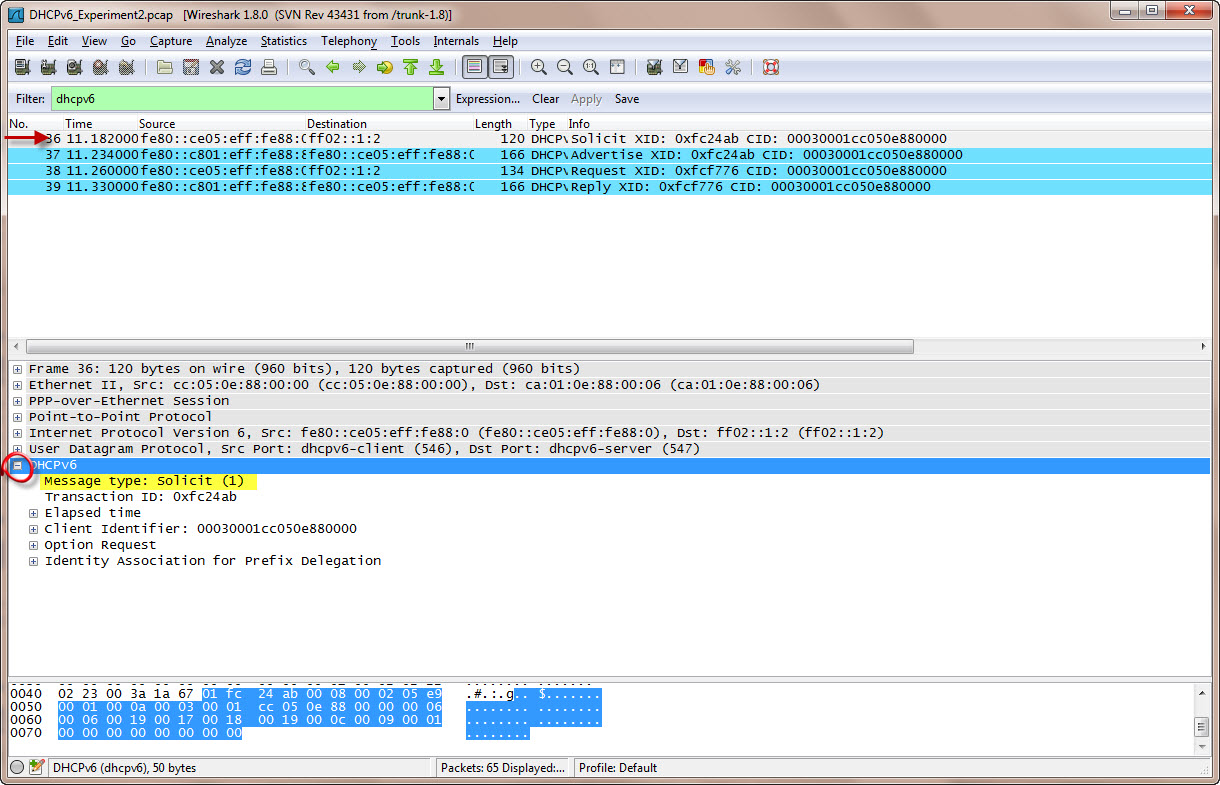 DHCPv6_Experiment2.pcap [Wireshark 1.8.0 (SVN Rev 43431 from /trunk-1.8)]
File Edit View Go Capture Analyze Statistics Telephony Tools Internals Help
Filter: dhcpv6 Expression... Clear Apply Save
No. Time Source Destination Length Type Info
36 11.182000 fe80::ce05:eff:fe88:0 ff02::1:2 120 DHCP\ Solicit XID: 0xfc24ab CID: 00030001cc050e880000
37 11.234000 fe80::c801:eff:fe88:8 fe80::ce05:eff:fe88:0 166 DHCP\ Advertise XID: 0xfc24ab CID: 00030001cc050e880000
38 11.260000 fe80::ce05:eff:fe88:0 ff02::1:2 134 DHCP\ Request XID: 0xfcf776 CID: 00030001cc050e880000
39 11.330000 fe80::c801:eff:fe88:8 fe80::ce05:eff:fe88:0 166 DHCP\ Reply XID: 0xfcf776 CID: 00030001cc050e880000
Frame 36: 120 bytes on wire (960 bits), 120 bytes captured (960 bits)
Ethernet II, Src: cc:05:0e:88:00:00 (cc:05:0e:88:00:00), Dst: ca:01:0e:88:00:06 (ca:01:0e:88:00:06)
PPP-over-Ethernet Session
Point-to-Point Protocol
Internet Protocol Version 6, Src: fe80::ce05:eff:fe88:0 (fe80::ce05:eff:fe88:0), Dst: ff02::1:2 (ff02::1:2)
User Datagram Protocol, Src Port: dhcpv6-client (546), Dst Port: dhcpv6-server (547)
DHCPv6
Message type: Solicit (1)
Transaction ID: 0xfc24ab
Elapsed time
Client Identifier: 00030001cc050e880000
Option Request
Identity Association for Prefix Delegation
0040 02 23 00 3a 1a 67 01 fc 24 ab 00 08 00 02 05 e9 .#.:.g.. $.......
0050 00 01 00 0a 00 03 00 01 cc 05 0e 88 00 00 00 06 ........ ........
0060 00 06 00 19 00 17 00 18 00 19 00 0c 00 09 00 01 ........ ........
0070 00 00 00 00 00 00 00 00 ........
DHCPv6 (dhcpv6), 50 bytes Packets: 65 Displayed:... Profile: Default